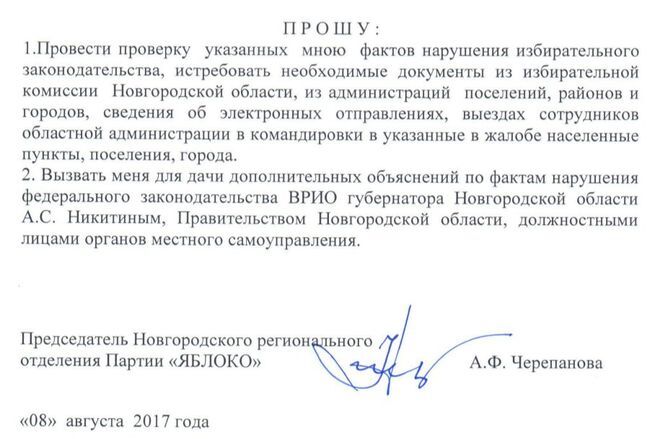 П Р О Ш У :
1.Провести проверку указанных мною фактов нарушения избирательного
законодательства, истребовать необходимые документы из избирательной
комиссии Новгородской области, из администраций поселений, районов и
городов, сведения об электронных отправлениях, выездах сотрудников
областной администрации в командировки в указанные в жалобе населенные
пункты, поселения, города.
2. Вызвать меня для дачи дополнительных объяснений по фактам нарушения
федерального законодательства ВРИО губернатора Новгородской области
А.С. Никитиным, Правительством Новгородской области, должностными
лицами органов местного самоуправления.
Председатель Новгородского регионального
отделения Партии «ЯБЛОКО» А.Ф. Черепанова
«08» августа 2017 года